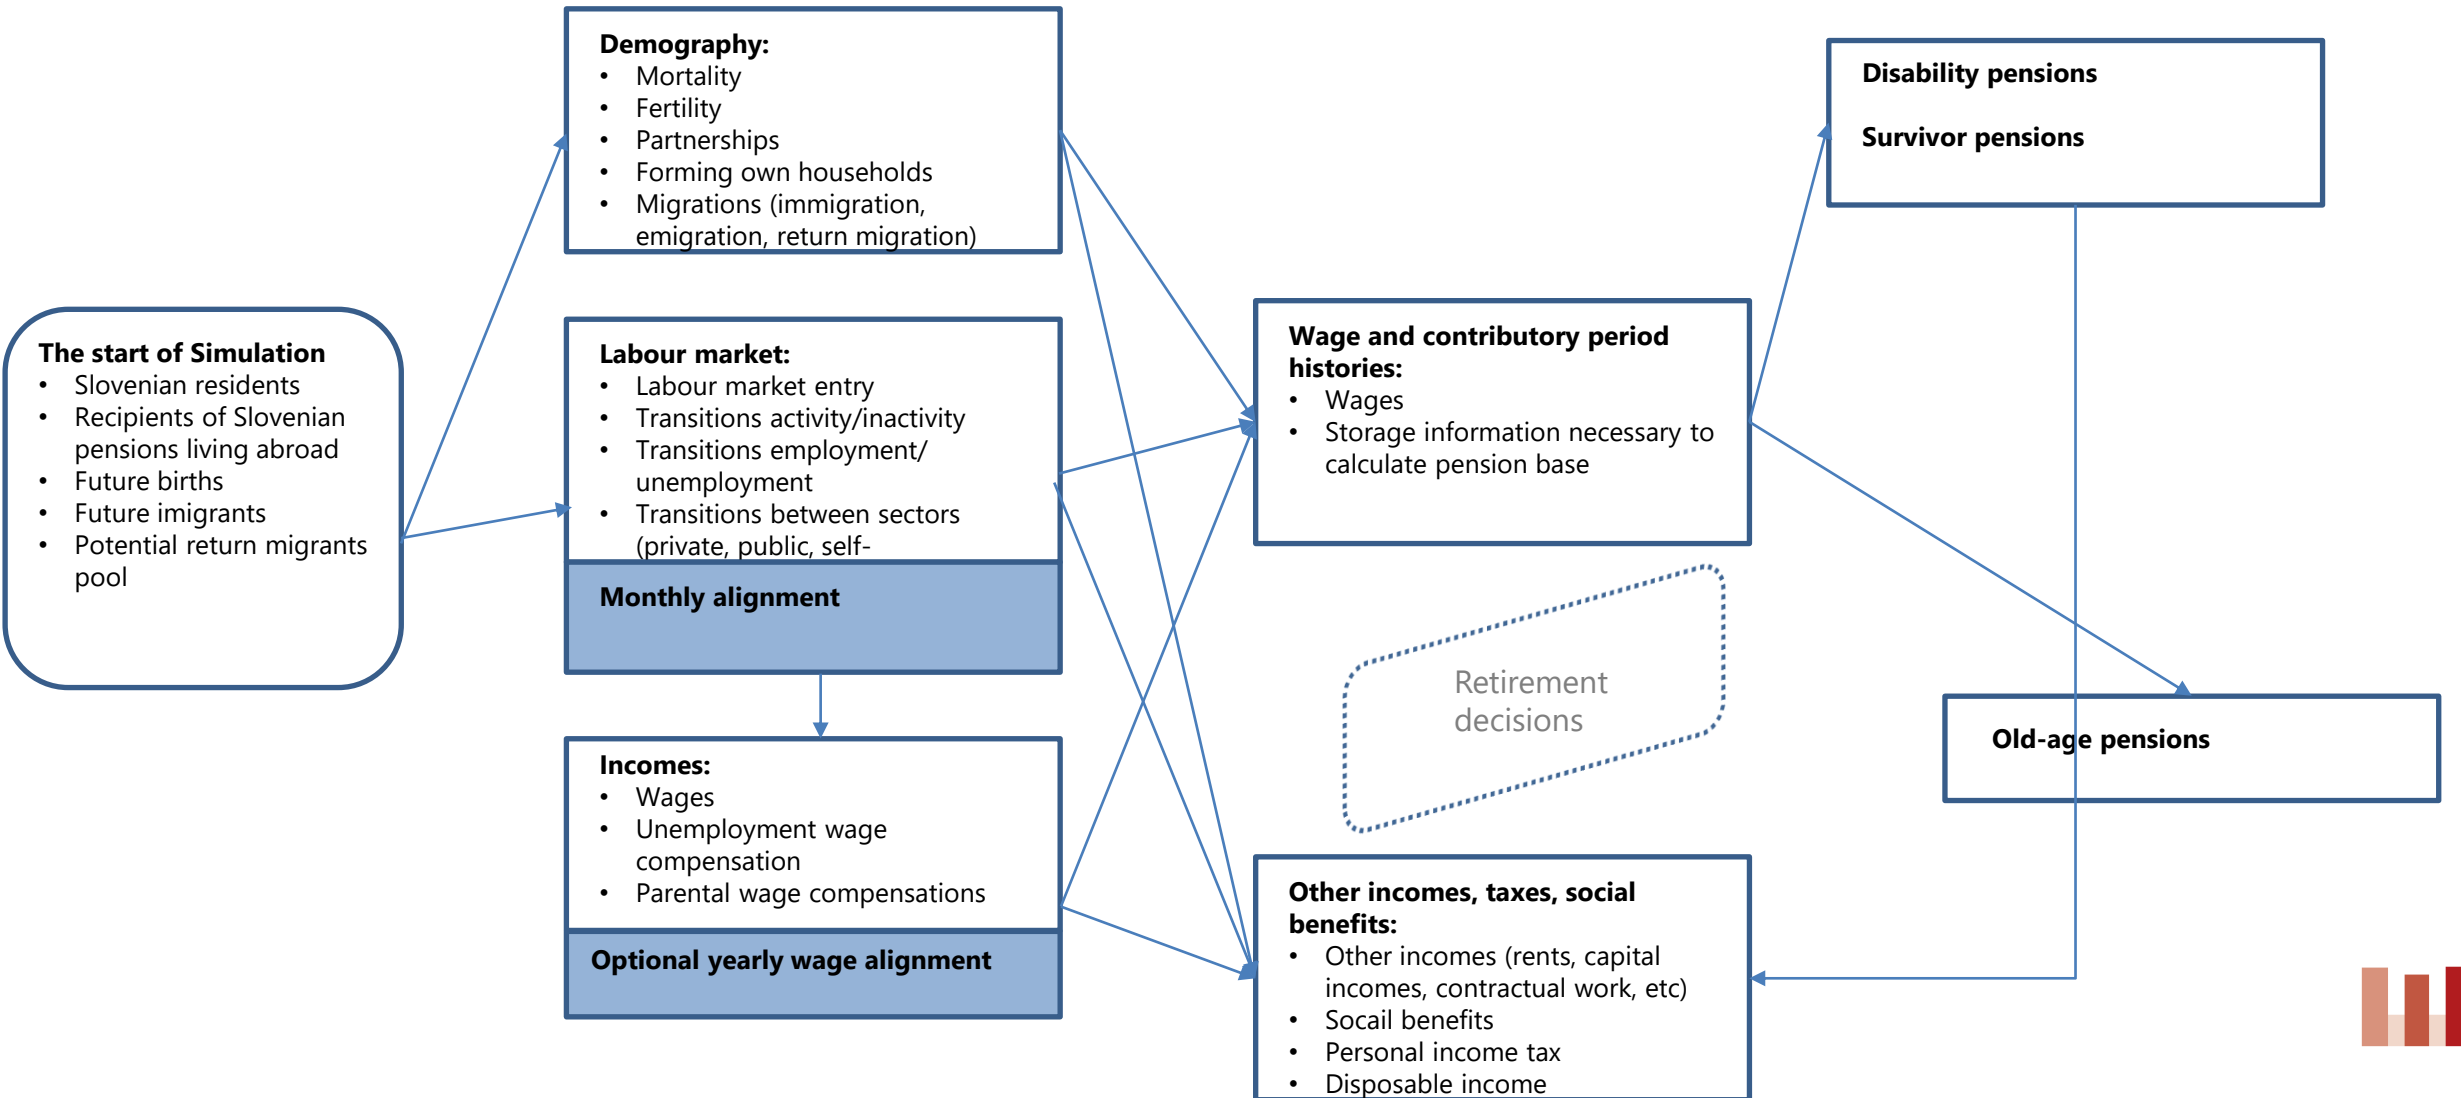 The start of Simulation
• Slovenian residents
• Recipients of Slovenian
pensions living abroad
• Future births
• Future imigrants
• Potential return migrants
pool
Demography:
• Mortality
• Fertility
• Partnerships
• Forming own households
• Migrations (immigration,
emigration, return migration)
Labour market:
• Labour market entry
• Transitions activity/inactivity
• Transitions employment/
unemployment
• Transitions between sectors
(private, public, self-
Monthly alignment
Incomes:
• Wages
• Unemployment wage
compensation
• Parental wage compensations
Optional yearly wage alignment
Wage and contributory period
histories:
• Wages
• Storage information necessary to
calculate pension base
Retirement
decisions
Other incomes, taxes, social
benefits:
• Other incomes (rents, capital
incomes, contractual work, etc)
• Socail benefits
• Personal income tax
• Disposable income
Disability pensions
Survivor pensions
Old-age pensions